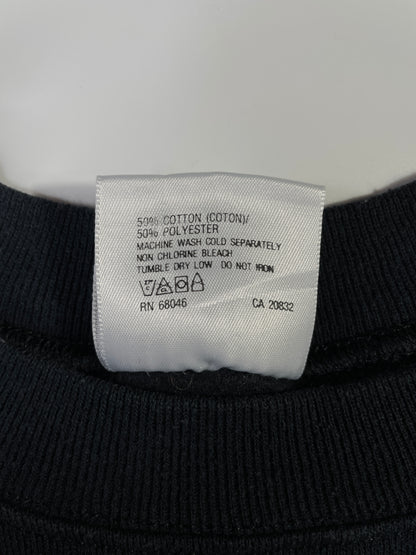 50% COTTON (COTON)/
50% POLYESTER
MACHINE WASH COLD SEPARATELY
NON CHLORINE BLEACH
TUMBLE DRY LOW DO NOT IRON
RN 68046 CA 20832